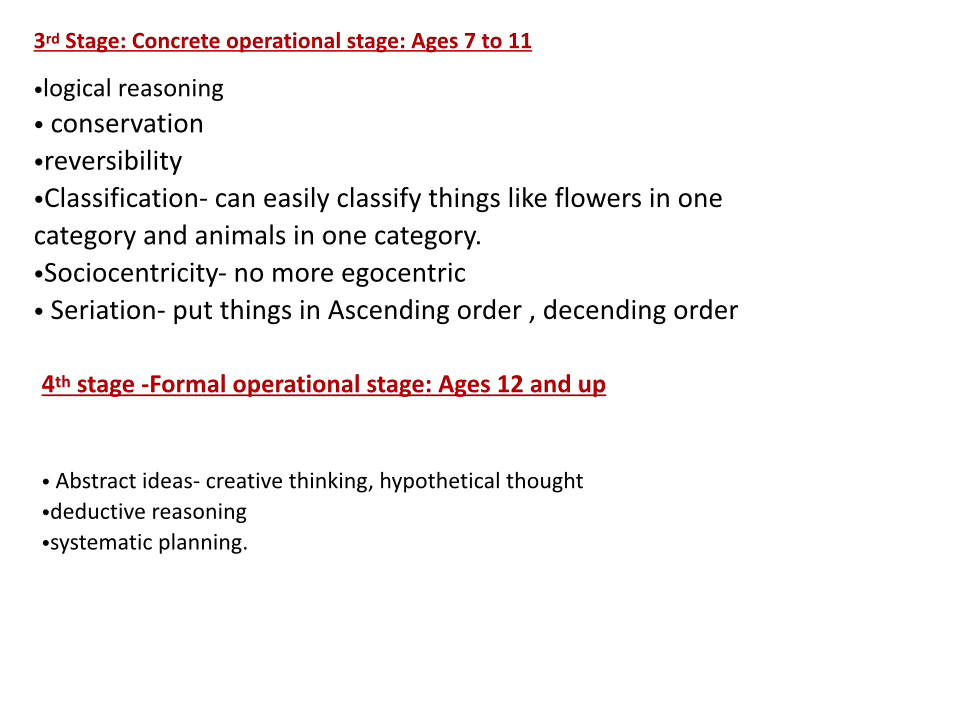 3rd Stage: Concrete operational stage: Ages 7 to 11
•logical reasoning
• conservation
•reversibility
•Classification- can easily classify things like flowers in one
category and animals in one category.
•Sociocentricity- no more egocentric
• Seriation- put things in Ascending order , decending order
4th stage -Formal operational stage: Ages 12 and up
• Abstract ideas- creative thinking, hypothetical thought
•deductive reasoning
•systematic planning.